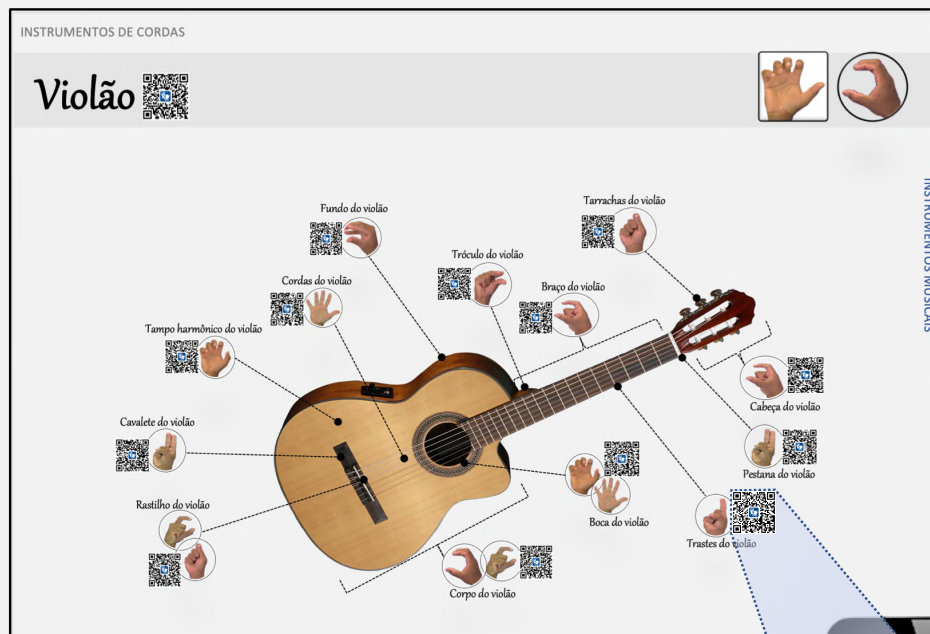 INSTRUMENTOS DE CORDAS
Violão
Fundo do violão
Tarrachas do violão
Tróculo do violão
Cordas do violão
Braço do violão
Tampo harmônico do violão
Cabeça do violão
Cavalete do violão
Pestana do violão
Rastilho do violão
Boca do violão
Trastes do violão
Corpo do violão
INSTRUMENTOS MUSICAIS